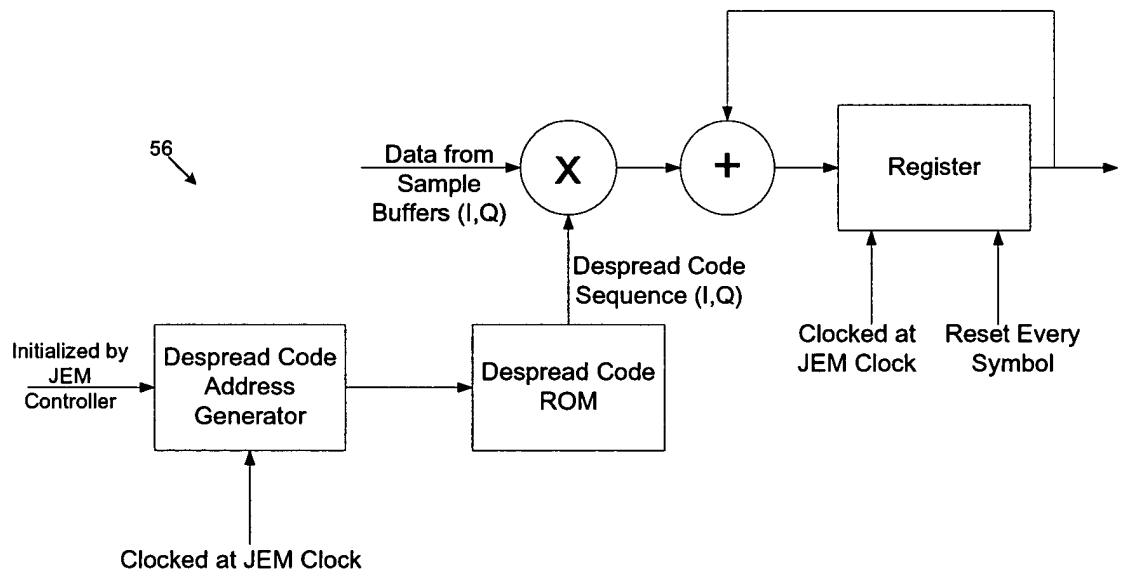 56
Data from
Sample
Buffers (I,Q)
X
+
Register
Despread Code
Sequence (I,Q)
Clocked at
JEM Clock
Reset Every
Symbol
Initialized by
JEM
Controller
Despread Code
Address
Generator
Despread Code
ROM
Clocked at JEM Clock